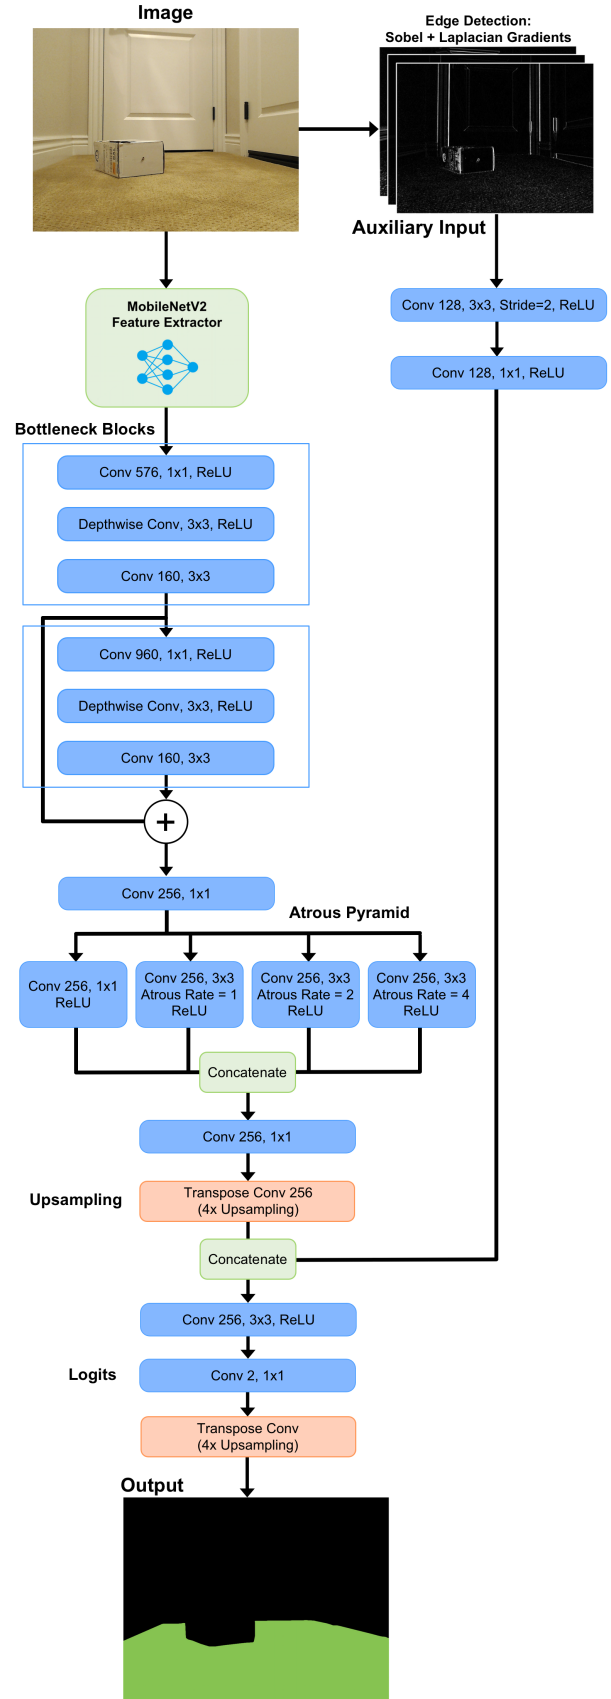 Image
Edge Detection:
Sobel + Laplacian Gradients
Auxiliary Input
MobileNetV2
Feature Extractor
Conv 128, 3x3, Stride=2, ReLU
Conv 128, 1x1, ReLU
Bottleneck Blocks
Conv 576, 1x1, ReLU
Depthwise Conv, 3x3, ReLU
Conv 160, 3x3
Conv 960, 1x1, ReLU
Depthwise Conv, 3x3, ReLU
Conv 160, 3x3
+
Conv 256, 1x1
Atrous Pyramid
Conv 256, 1x1
ReLU
Conv 256, 3x3
Atrous Rate = 1
ReLU
Conv 256, 3x3
Atrous Rate = 2
ReLU
Conv 256, 3x3
Atrous Rate = 4
ReLU
Concatenate
Conv 256, 1x1
Upsampling
Transpose Conv 256
(4x Upsampling)
Concatenate
Conv 256, 3x3, ReLU
Logits
Conv 2, 1x1
Transpose Conv
(4x Upsampling)
Output